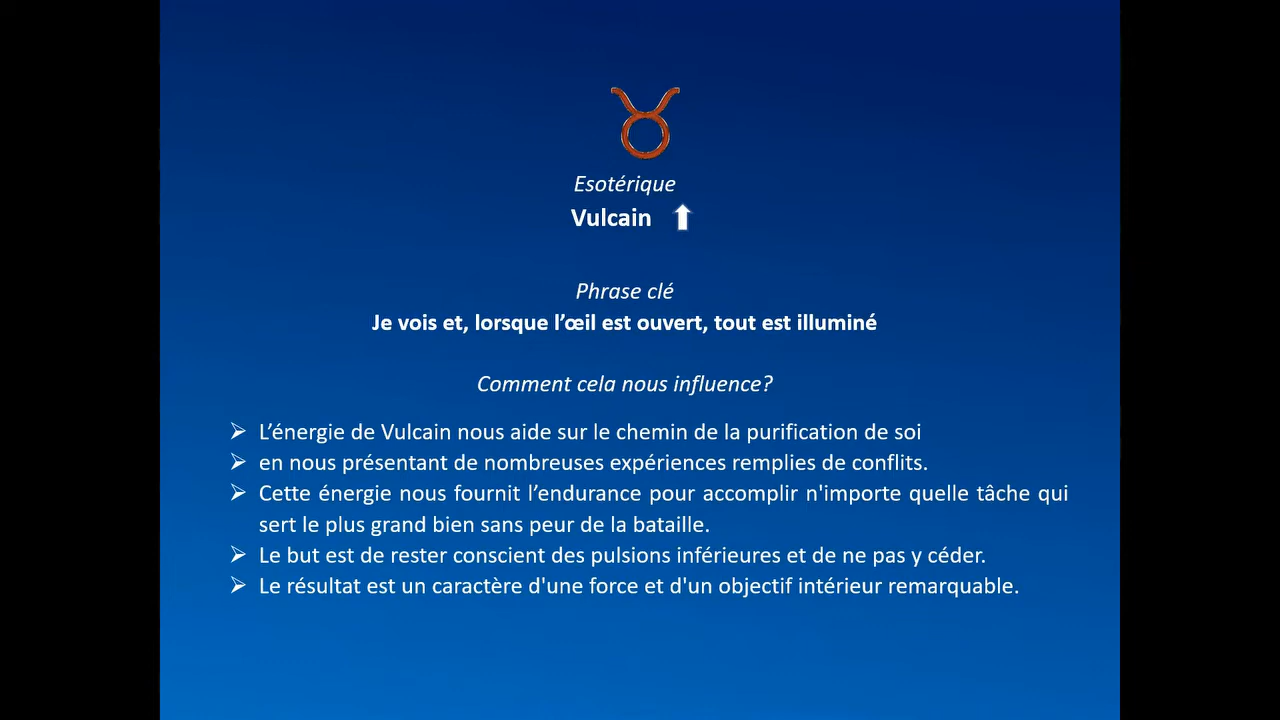 Esotérique
Vulcain
Phrase clé
Je vois et, lorsque l’œil est ouvert, tout est illuminé
Comment cela nous influence?
L’énergie de Vulcain nous aide sur le chemin de la purification de soi
en nous présentant de nombreuses expériences remplies de conflits.
Cette énergie nous fournit l’endurance pour accomplir n'importe quelle tâche qui
sert le plus grand bien sans peur de la bataille.
Le but est de rester conscient des pulsions inférieures et de ne pas y céder.
Le résultat est un caractère d'une force et d'un objectif intérieur remarquable.